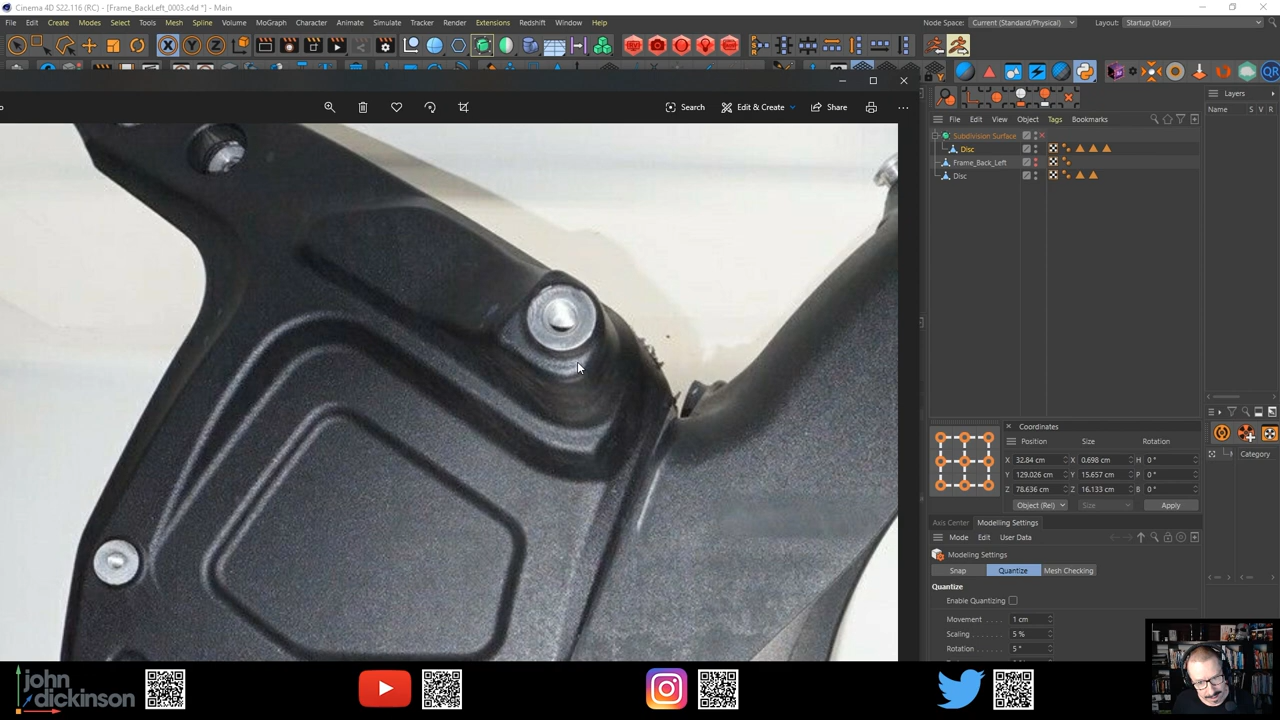 Cinema 4D S22.116 (RC) - [Frame_BackLeft_0003.c4d *] - Main
File Edit Create Modes Select Tools Mesh Spline Volume MoGraph Character Animate Simulate Tracker Render Extensions Redshift Window Help
Node Space: Current (Standard/Physical) Layout: Startup (User)
X Y Z
QR
Search Edit & Create Share
File Edit View Object Tags Bookmarks
Layers
Name S V R
Subdivision Surface
Disc
Frame_Back_Left
Disc
Coordinates
Position Size Rotation
X 32.84 cm X 0.698 cm H 0 °
Y 129.026 cm Y 15.657 cm P 0 °
Z 78.636 cm Z 16.133 cm B 0 °
Object (Rel) Size Apply
Category
Axis Center Modelling Settings
Mode Edit User Data
Modeling Settings
Snap Quantize Mesh Checking
Quantize
Enable Quantizing
Movement 1 cm
Scaling 5 %
Rotation 5 °
john
dickinson